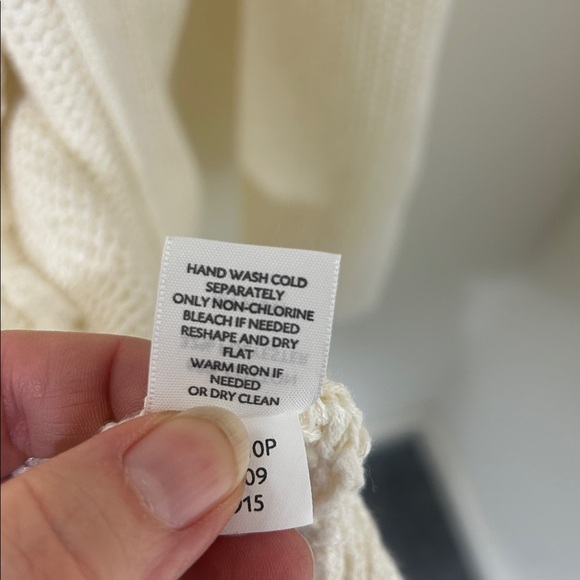 HAND WASH COLD
SEPARATELY
ONLY NON-CHLORINE
BLEACH IF NEEDED
RESHAPE AND DRY
FLAT
WARM IRON IF
NEEDED
OR DRY CLEAN
0P
09
015